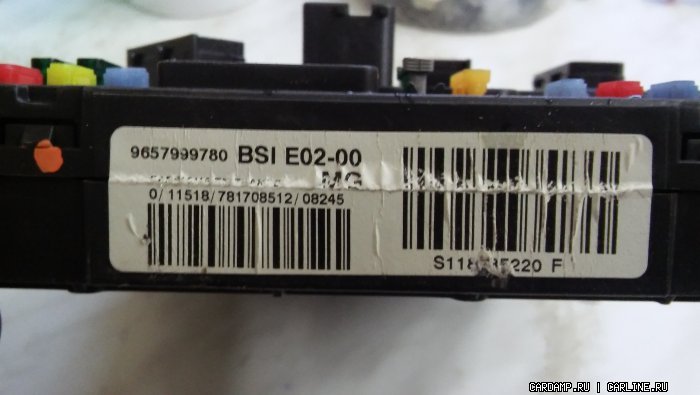 9657999780 BSI E02-00
MG
0/11518/781708512/08245
F
CARDAMP.RU | CARLINE.RU